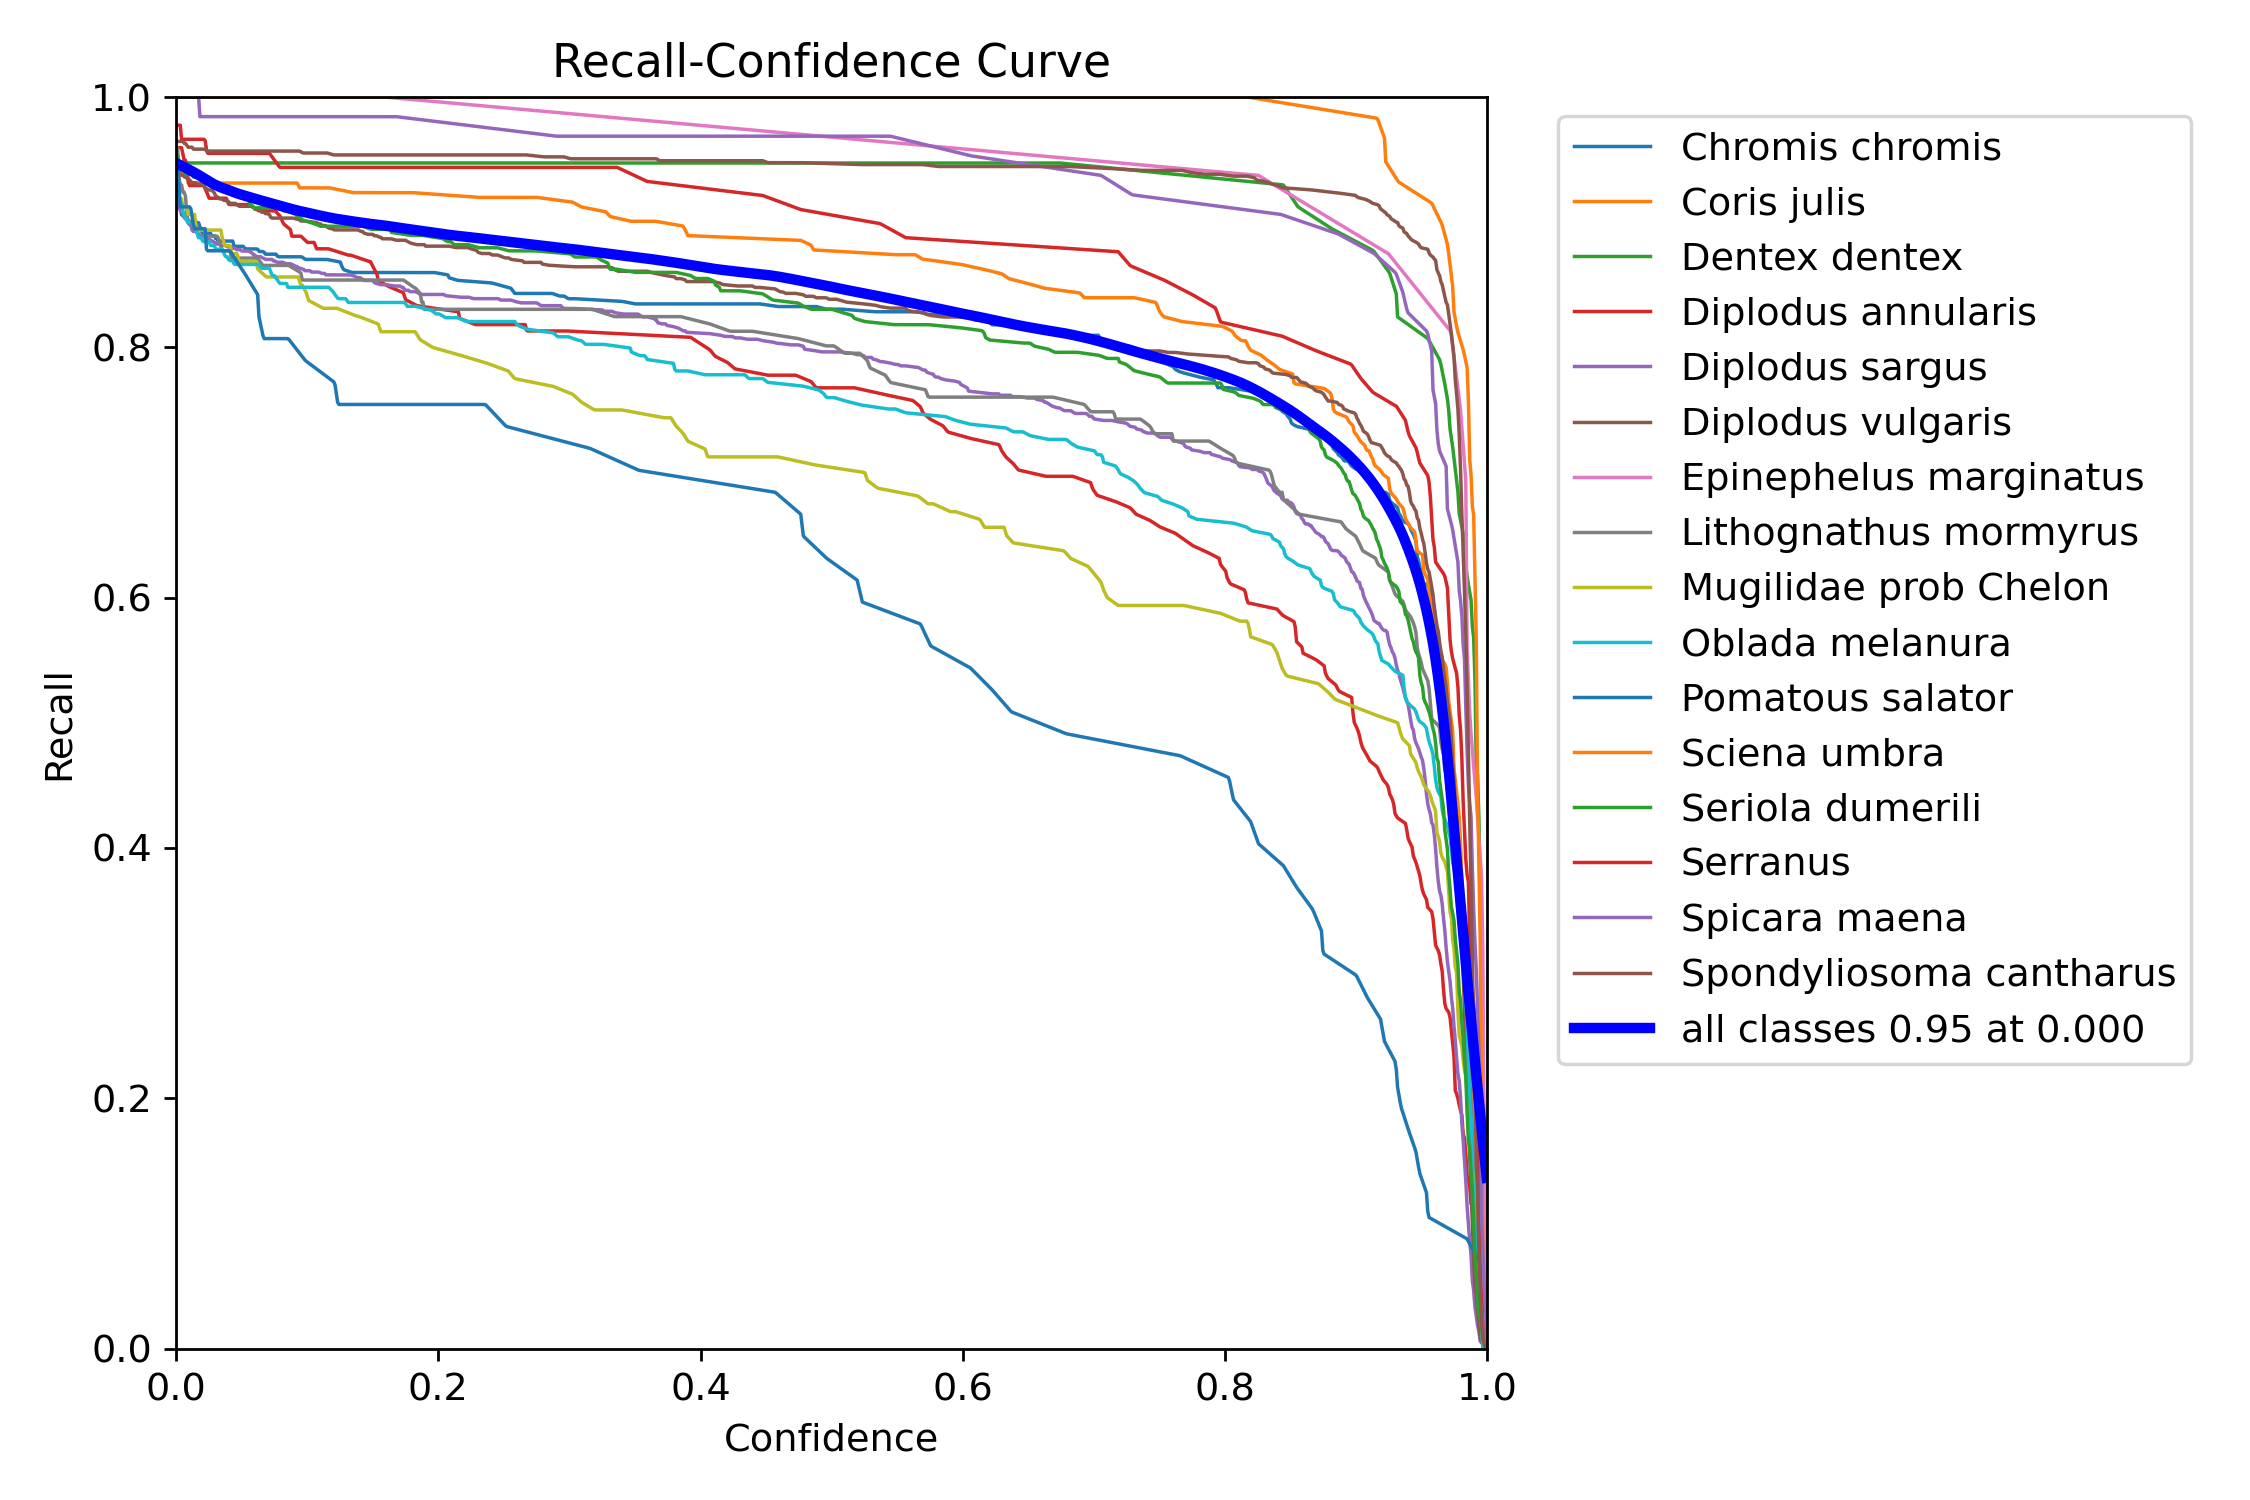 Recall-Confidence Curve
1.0
0.8
0.6
0.4
0.2
0.0
Recall
0.0 0.2 0.4 0.6 0.8 1.0
Confidence
Chromis chromis
Coris julis
Dentex dentex
Diplodus annularis
Diplodus sargus
Diplodus vulgaris
Epinephelus marginatus
Lithognathus mormyrus
Mugilidae prob Chelon
Oblada melanura
Pomatous salator
Sciena umbra
Seriola dumerili
Serranus
Spicara maena
Spondyliosoma cantharus
all classes 0.95 at 0.000